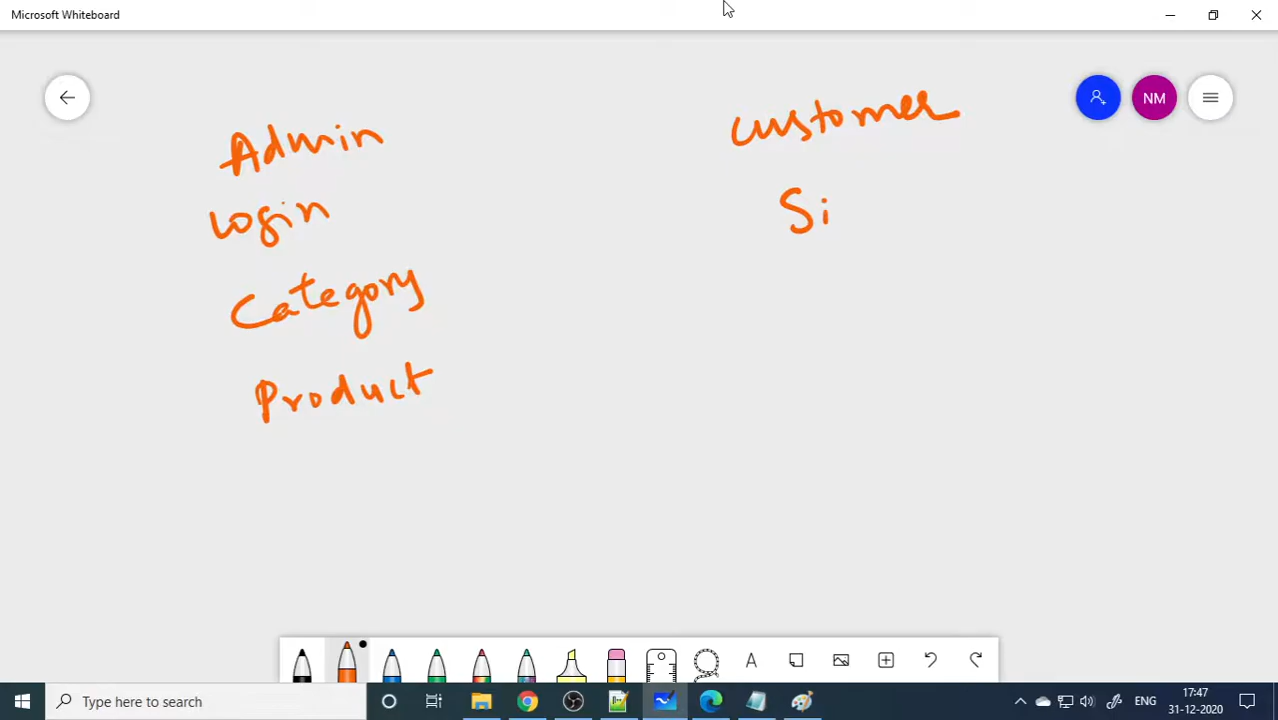 Microsoft Whiteboard
NM
Admin
Login
Category
Product
customer
Si
A
Type here to search
ENG
17:47
31-12-2020